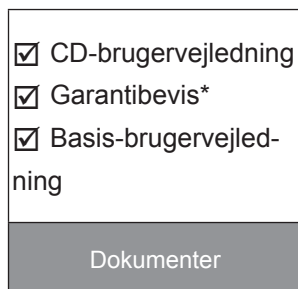 ☑ CD-brugervejledning
☑ Garantibevis*
☑ Basis-brugervejled-
ning
Dokumenter